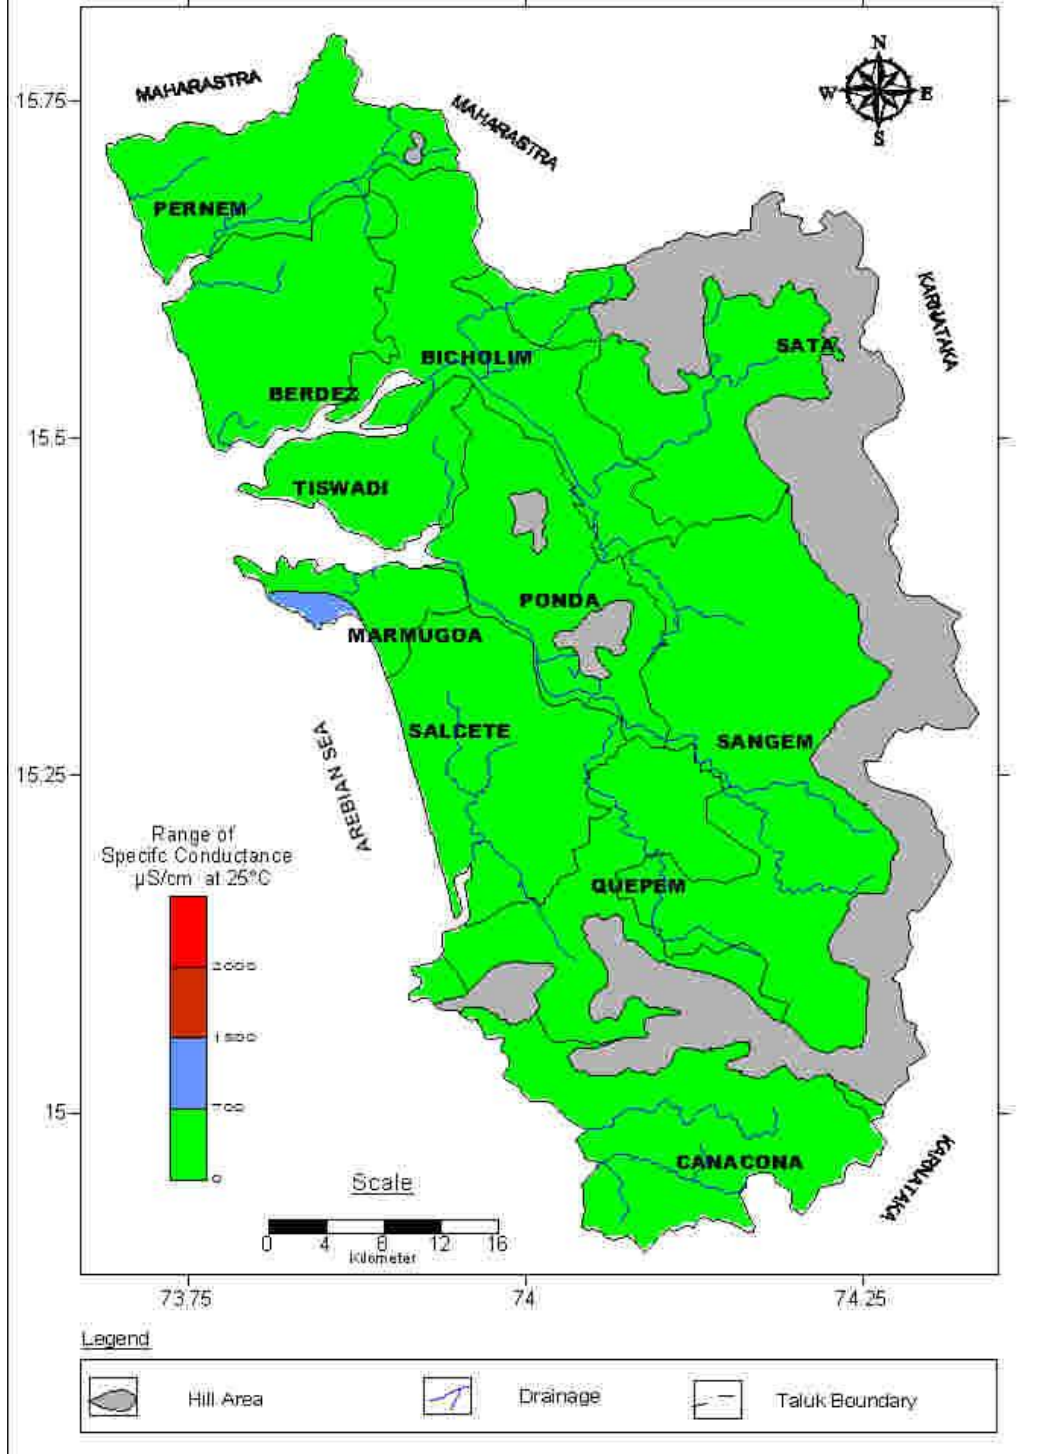 N
W E
S
MAHARASTRA
MAHARASTRA
15.75
PERNEM
KARNATAKA
SATA
BICHOLIM
BERDEZ
15.5
TISWADI
PONDA
MARMUGOA
SALCETE
SANGEM
AREBIAN SEA
15.25
Range of
Specifc Conductance
µS/cm at 25°C
QUEPEM
2000
1500
700
0
15
CANACONA
KARNATAKA
Scale
0 4 8 12 16
Kilometer
73.75 74 74.25
Legend
Hill Area Drainage Taluk Boundary